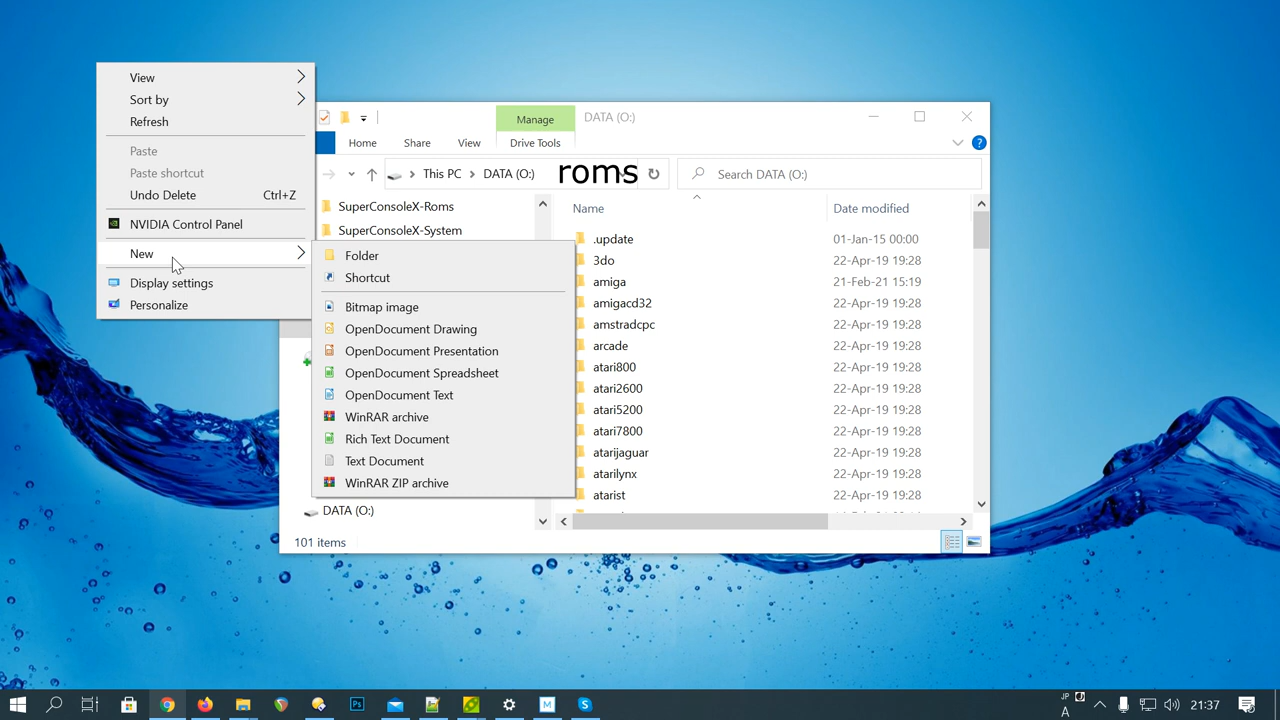 View
Sort by
Refresh
Paste
Paste shortcut
Undo Delete Ctrl+Z
NVIDIA Control Panel
New
Display settings
Personalize
Folder
Shortcut
Bitmap image
OpenDocument Drawing
OpenDocument Presentation
OpenDocument Spreadsheet
OpenDocument Text
WinRAR archive
Rich Text Document
Text Document
WinRAR ZIP archive
Manage DATA (O:)
Home Share View Drive Tools
This PC DATA (O:) roms Search DATA (O:)
SuperConsoleX-Roms
SuperConsoleX-System
DATA (O:)
Name Date modified
.update 01-Jan-15 00:00
3do 22-Apr-19 19:28
amiga 21-Feb-21 15:19
amigacd32 22-Apr-19 19:28
amstradcpc 22-Apr-19 19:28
arcade 22-Apr-19 19:28
atari800 22-Apr-19 19:28
atari2600 22-Apr-19 19:28
atari5200 22-Apr-19 19:28
atari7800 22-Apr-19 19:28
atarijaguar 22-Apr-19 19:28
atarilynx 22-Apr-19 19:28
atarist 22-Apr-19 19:28
101 items
Ps
M
S
JP
A
21:37